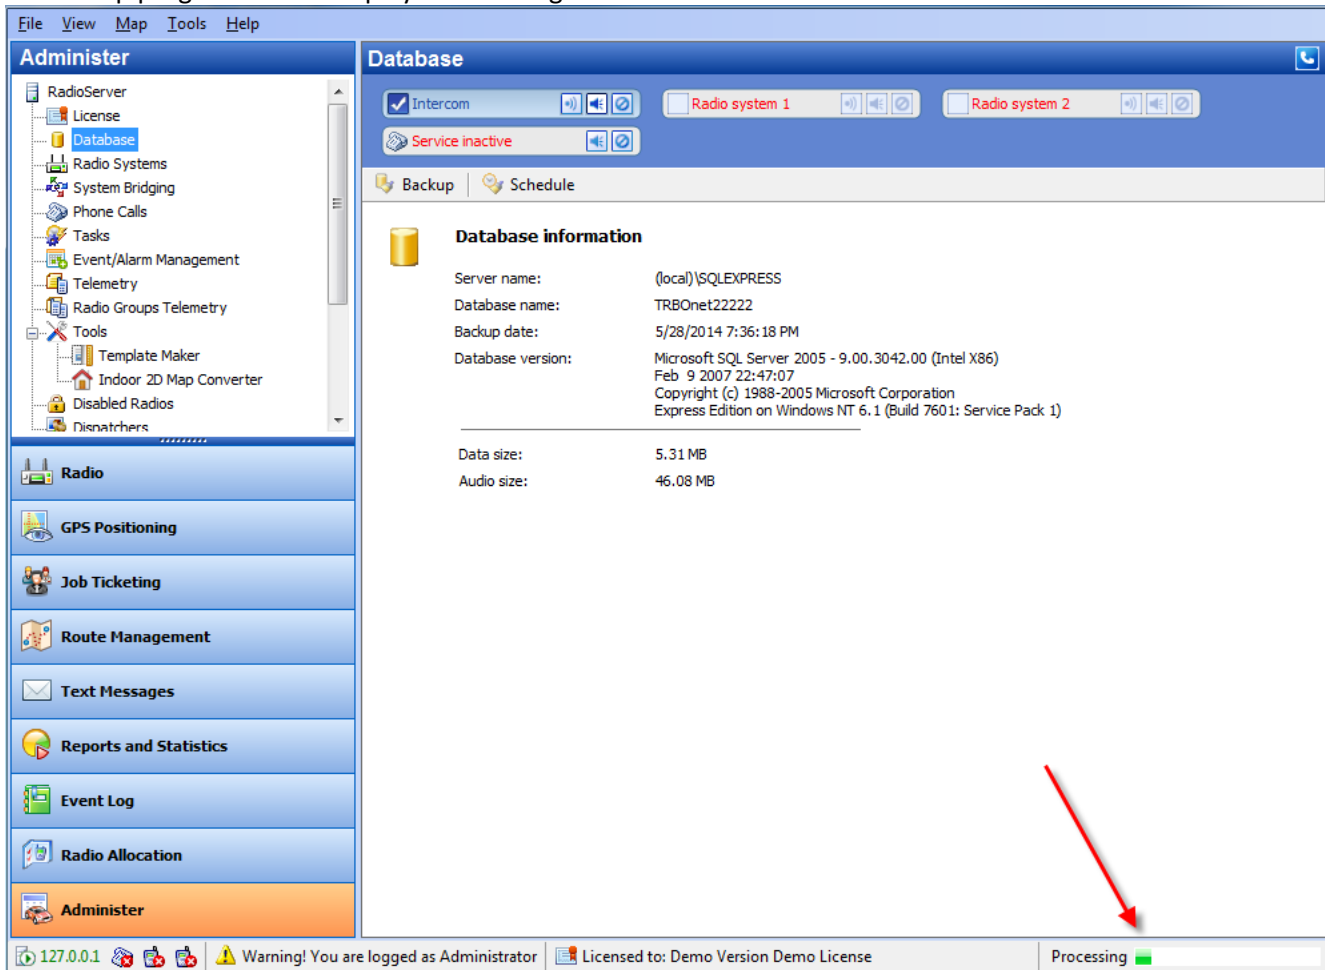 File View Map Tools Help
Administer
RadioServer
License
Database
Radio Systems
System Bridging
Phone Calls
Tasks
Event/Alarm Management
Telemetry
Radio Groups Telemetry
Tools
Template Maker
Indoor 2D Map Converter
Disabled Radios
Dispatchers
Radio
GPS Positioning
Job Ticketing
Route Management
Text Messages
Reports and Statistics
Event Log
Radio Allocation
Administer
Database
Intercom Radio system 1 Radio system 2
Service inactive
Backup Schedule
Database information
Server name: (local)\SQLEXPRESS
Database name: TRBOnet22222
Backup date: 5/28/2014 7:36:18 PM
Database version: Microsoft SQL Server 2005 - 9.00.3042.00 (Intel X86)
Feb 9 2007 22:47:07
Copyright (c) 1988-2005 Microsoft Corporation
Express Edition on Windows NT 6.1 (Build 7601: Service Pack 1)
Data size: 5.31 MB
Audio size: 46.08 MB
127.0.0.1 Warning! You are logged as Administrator Licensed to: Demo Version Demo License Processing